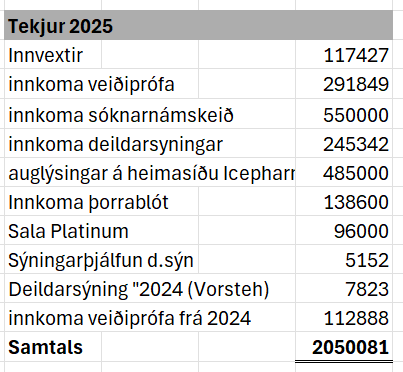 Tekjur 2025
Innvextir 117427
innkoma veiðiprófa 291849
innkoma sóknarnámskeið 550000
innkoma deildarsyningar 245342
auglýsingar á heimasíðu Icepharr 485000
Innkoma þorrablót 138600
Sala Platinum 96000
Sýningarþjálfun d.sýn 5152
Deildarsýning "2024 (Vorsteh) 7823
innkoma veiðiprófa frá 2024 112888
Samtals 2050081